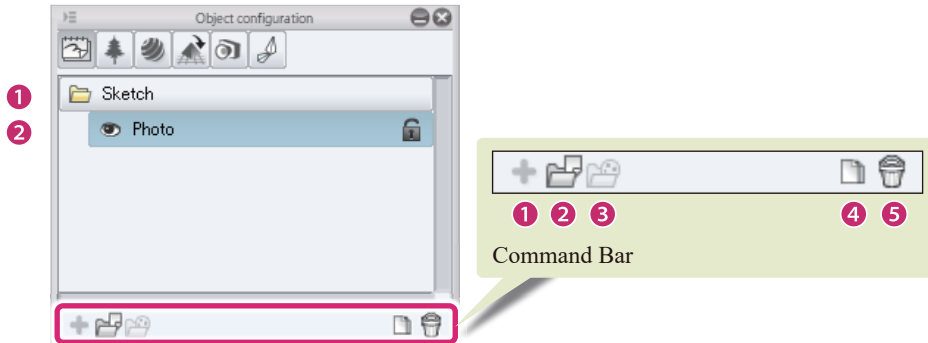 Object configuration
1 Sketch
2 Photo
1 2 3 4 5
Command Bar